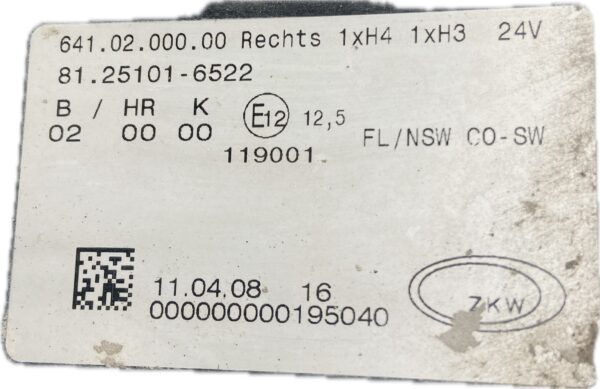 641.02.000.00 Rechts 1xH4 1xH3 24V
81.25101-6522
B / HR K
02 00 00
E12 12,5
FL/NSW CO-SW
119001
11.04.08 16
000000000195040
ZKW